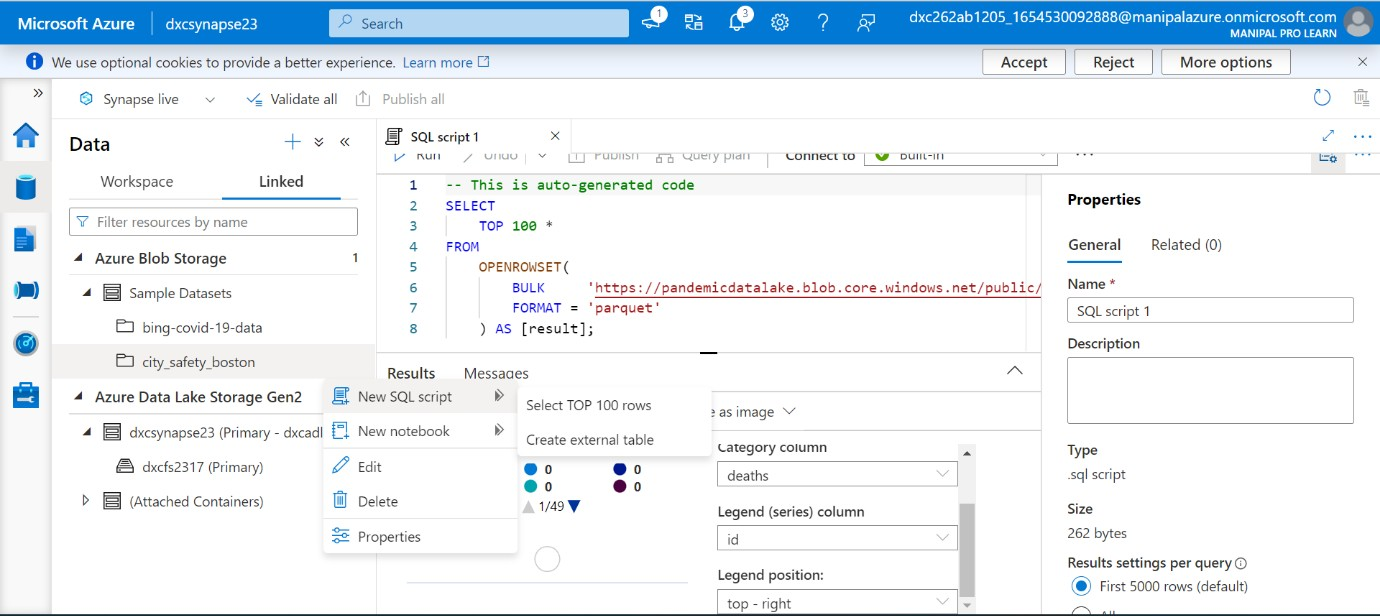 Microsoft Azure
dxcsynapse23
Search
1
3
dxc262ab1205_1654530092888@manipalazure.onmicrosoft.com
MANIPAL PRO LEARN
We use optional cookies to provide a better experience. Learn more
Accept
Reject
More options
Synapse live
Validate all
Publish all
Data
Workspace
Linked
Filter resources by name
Azure Blob Storage
1
Sample Datasets
bing-covid-19-data
city_safety_boston
Azure Data Lake Storage Gen2
dxcsynapse23 (Primary - dxcadl
dxcfs2317 (Primary)
(Attached Containers)
New SQL script
New notebook
Edit
Delete
Properties
Select TOP 100 rows
Create external table
SQL script 1
Run
Undo
Publish
Query plan
Connect to
Built-in
1 -- This is auto-generated code
2 SELECT
3 TOP 100 *
4 FROM
5 OPENROWSET(
6 BULK 'https://pandemicdatalake.blob.core.windows.net/public/
7 FORMAT = 'parquet'
8 ) AS [result];
Results
Messages
e as image
0
0
0
0
1/49
Category column
deaths
Legend (series) column
id
Legend position:
top - right
Properties
General
Related (0)
Name *
SQL script 1
Description
Type
.sql script
Size
262 bytes
Results settings per query
First 5000 rows (default)